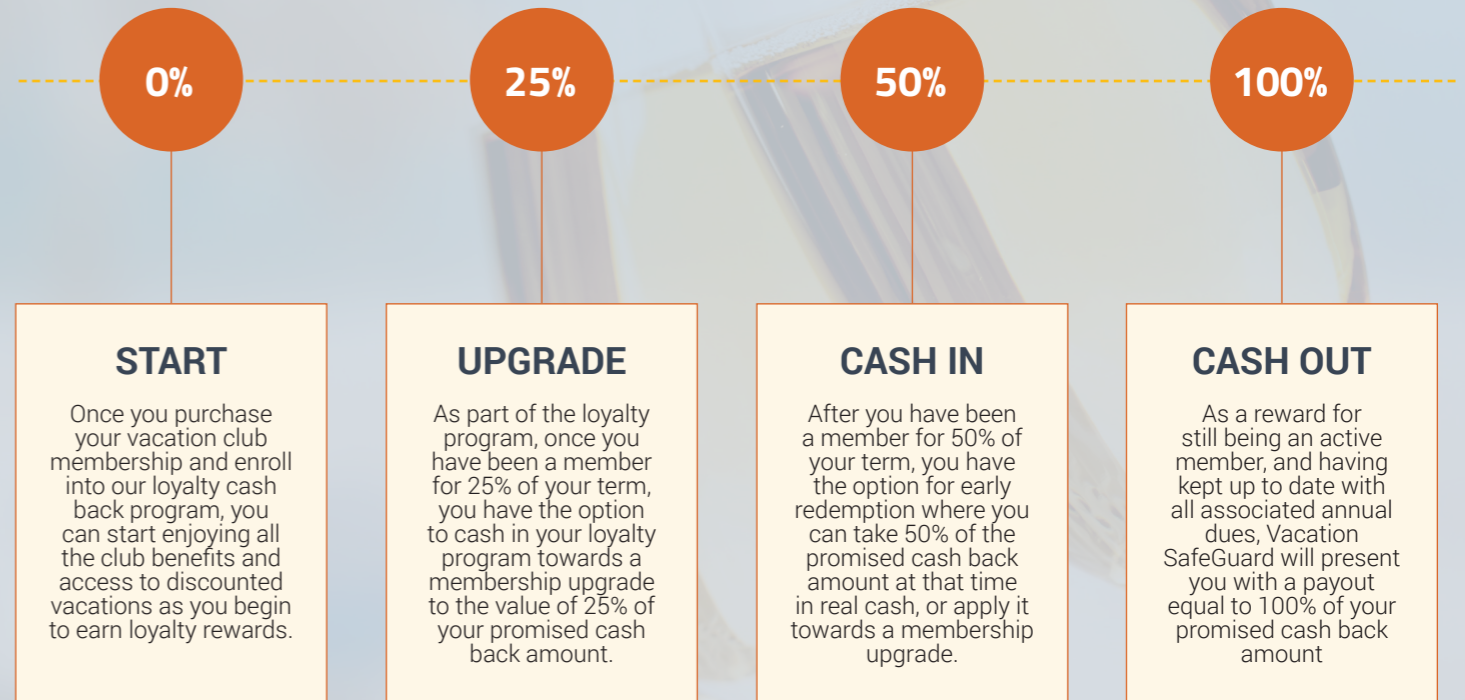 0%
25%
50%
100%
START
Once you purchase
your vacation club
membership and enroll
into our loyalty cash
back program, you
can start enjoying all
the club benefits and
access to discounted
vacations as you begin
to earn loyalty rewards.
UPGRADE
As part of the loyalty
program, once you
have been a member
for 25% of your term,
you have the option
to cash in your loyalty
program towards a
membership upgrade
to the value of 25% of
your promised cash
back amount.
CASH IN
After you have been
a member for 50% of
your term, you have
the option for early
redemption where you
can take 50% of the
promised cash back
amount at that time
in real cash, or apply it
towards a membership
upgrade.
CASH OUT
As a reward for
still being an active
member, and having
kept up to date with
all associated annual
dues, Vacation
SafeGuard will present
you with a payout
equal to 100% of your
promised cash back
amount